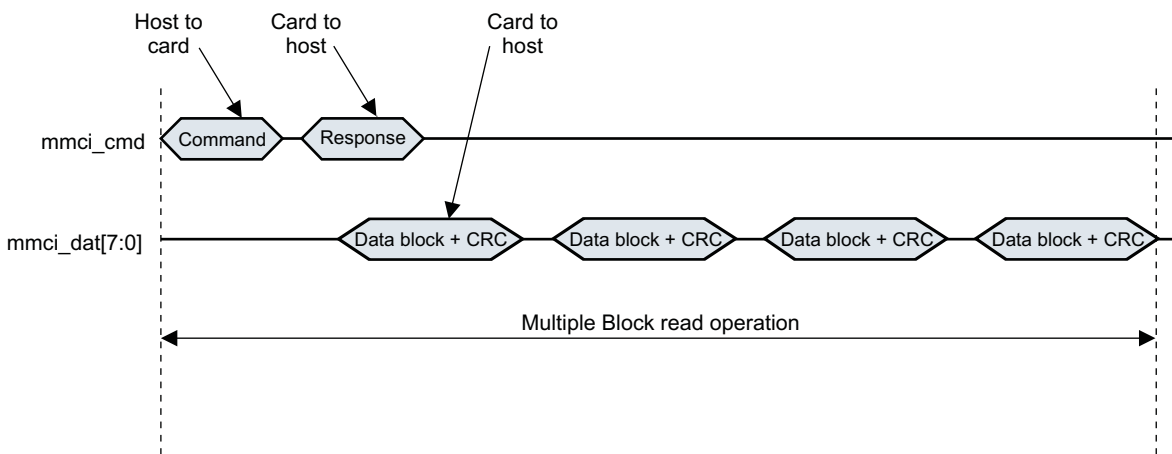 Host to
card
Card to
host
Card to
host
mmci_cmd
Command
Response
mmci_dat[7:0]
Data block + CRC
Data block + CRC
Data block + CRC
Data block + CRC
Multiple Block read operation